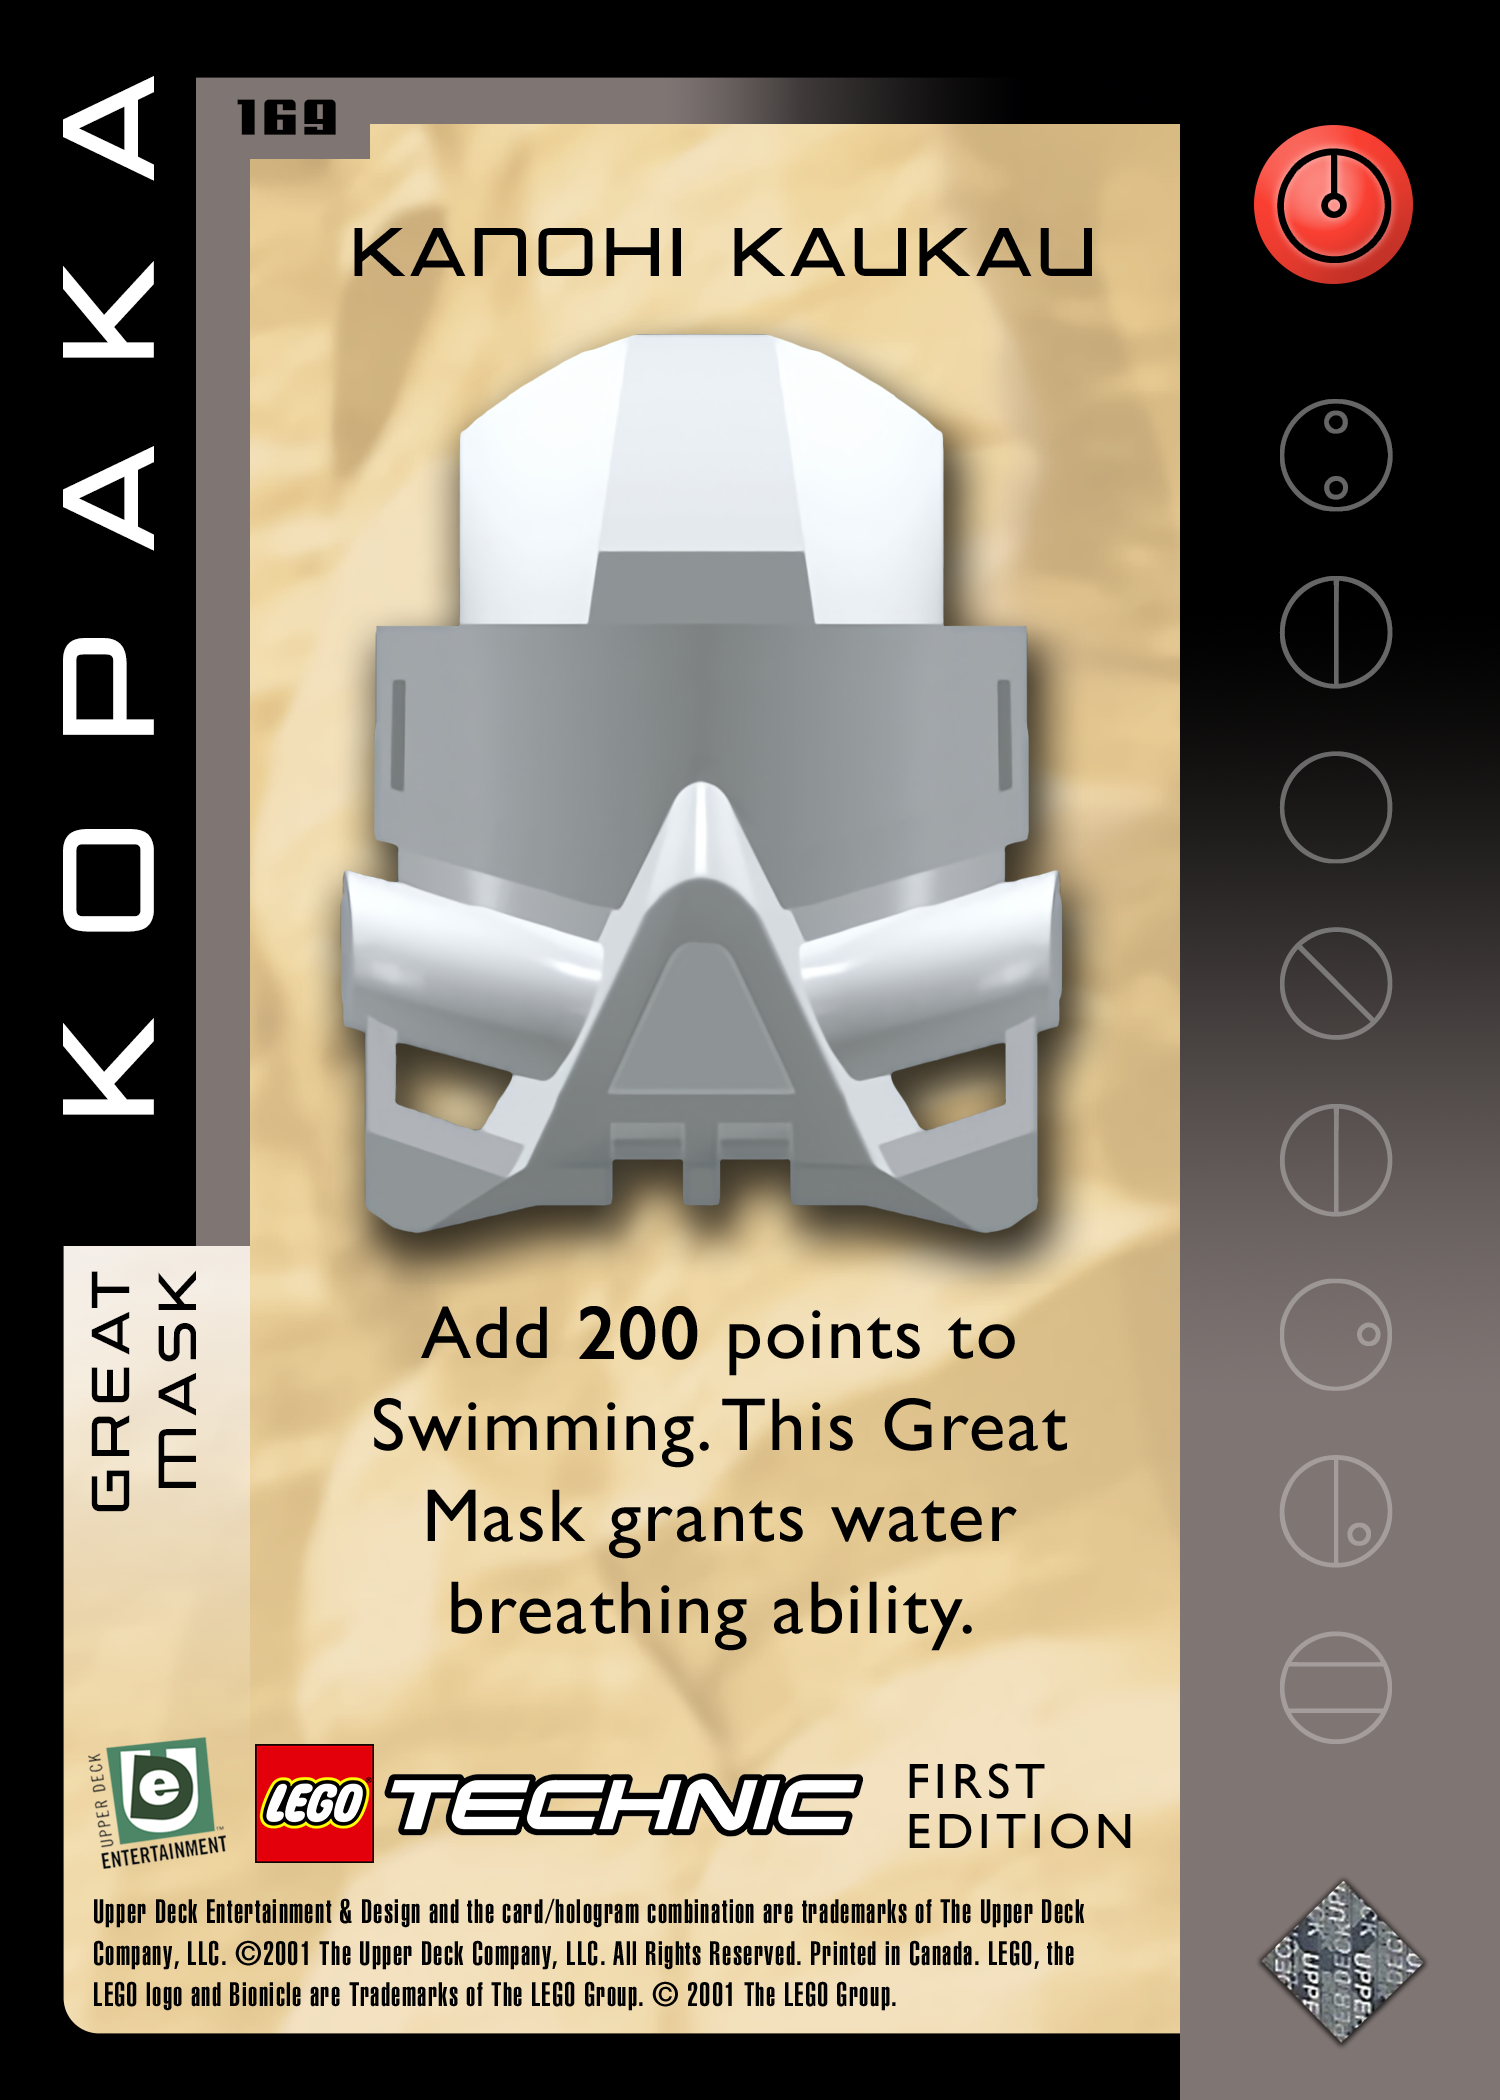 KOPAKA
169
KANOHI KAUKAU
Add 200 points to
Swimming. This Great
Mask grants water
breathing ability.
GREAT
MASK
UPPER DECK
ENTERTAINMENT
LEGO TECHNIC
FIRST
EDITION
Upper Deck Entertainment & Design and the card/hologram combination are trademarks of The Upper Deck
Company, LLC. ©2001 The Upper Deck Company, LLC. All Rights Reserved. Printed in Canada. LEGO, the
LEGO logo and Bionicle are Trademarks of The LEGO Group. © 2001 The LEGO Group.